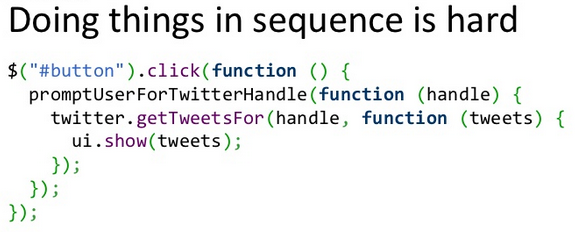 Doing things in sequence is hard
$("#button").click(function () {
  promptUserForTwitterHandle(function (handle) {
    twitter.getTweetsFor(handle, function (tweets) {
      ui.show(tweets);
    });
  });
});